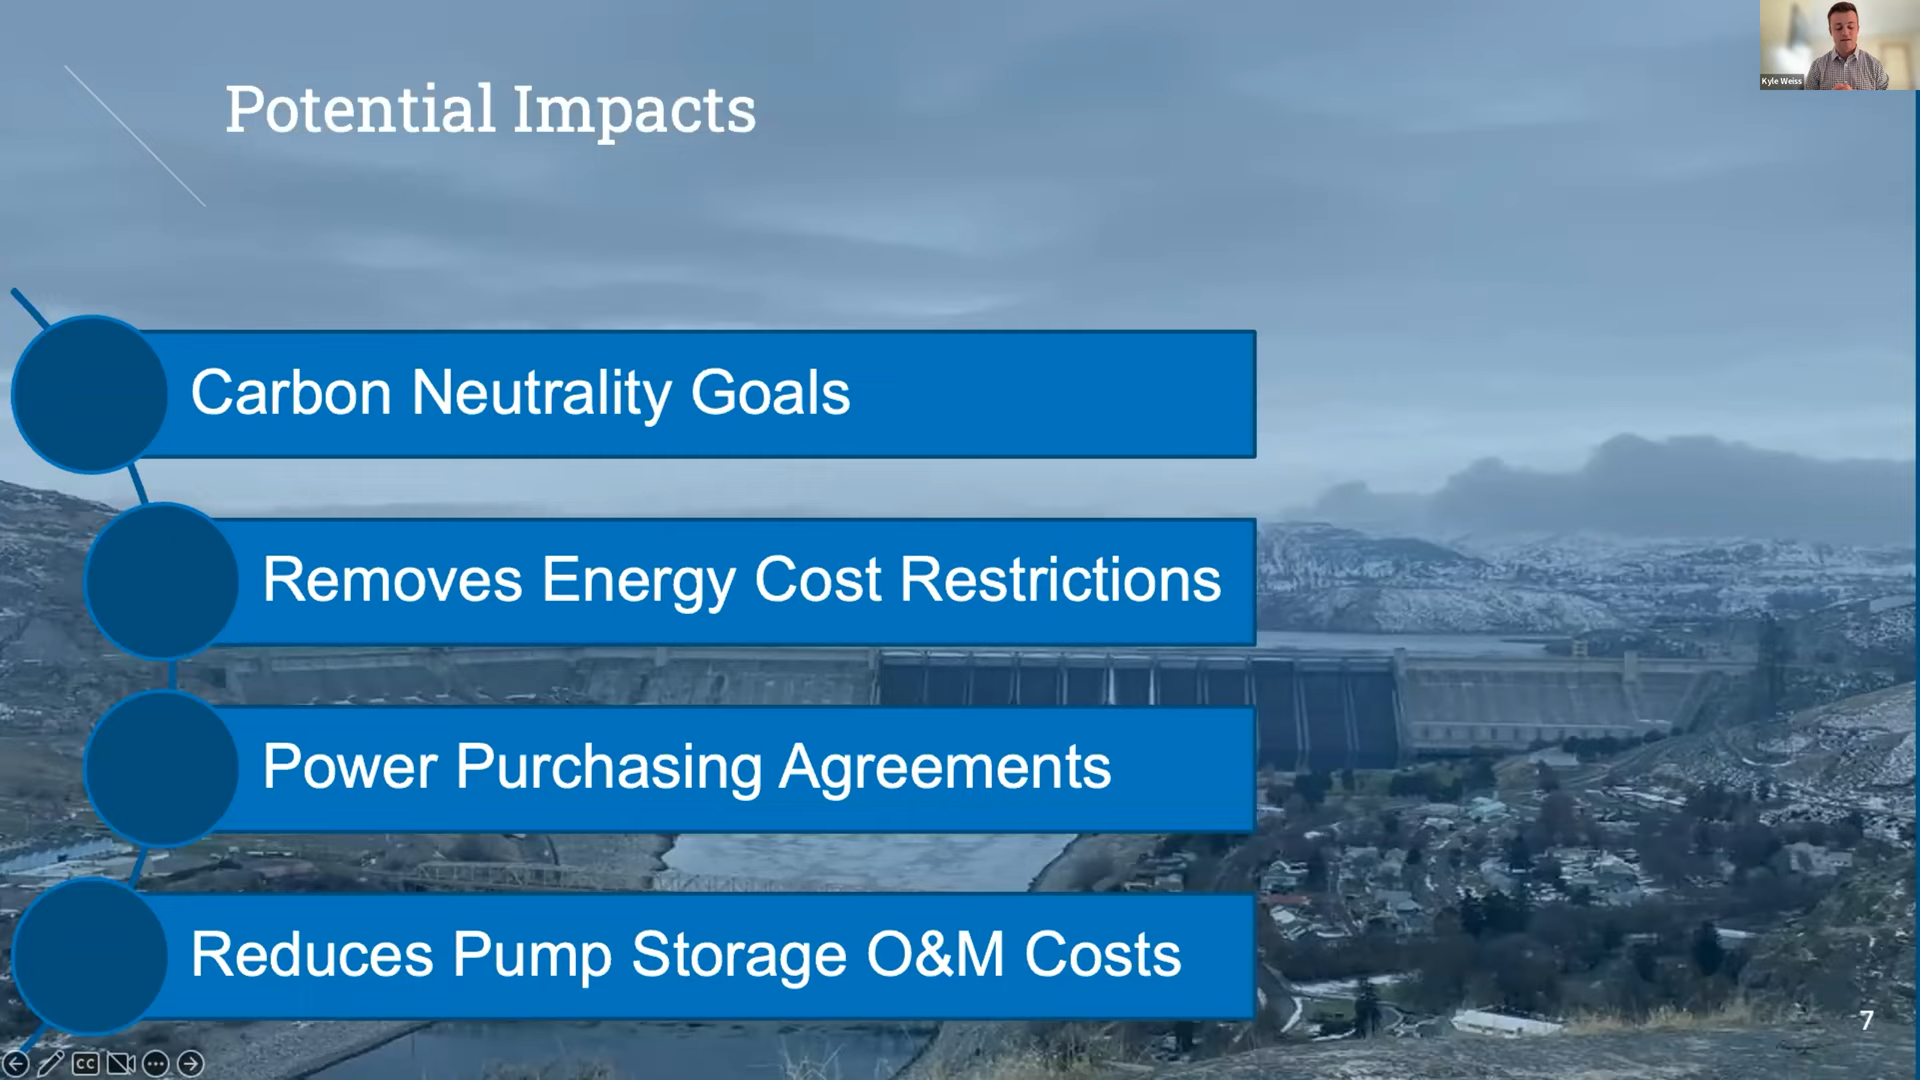 Potential Impacts
Kyle Weiss
Carbon Neutrality Goals
Removes Energy Cost Restrictions
Power Purchasing Agreements
Reduces Pump Storage O&M Costs
7
CC